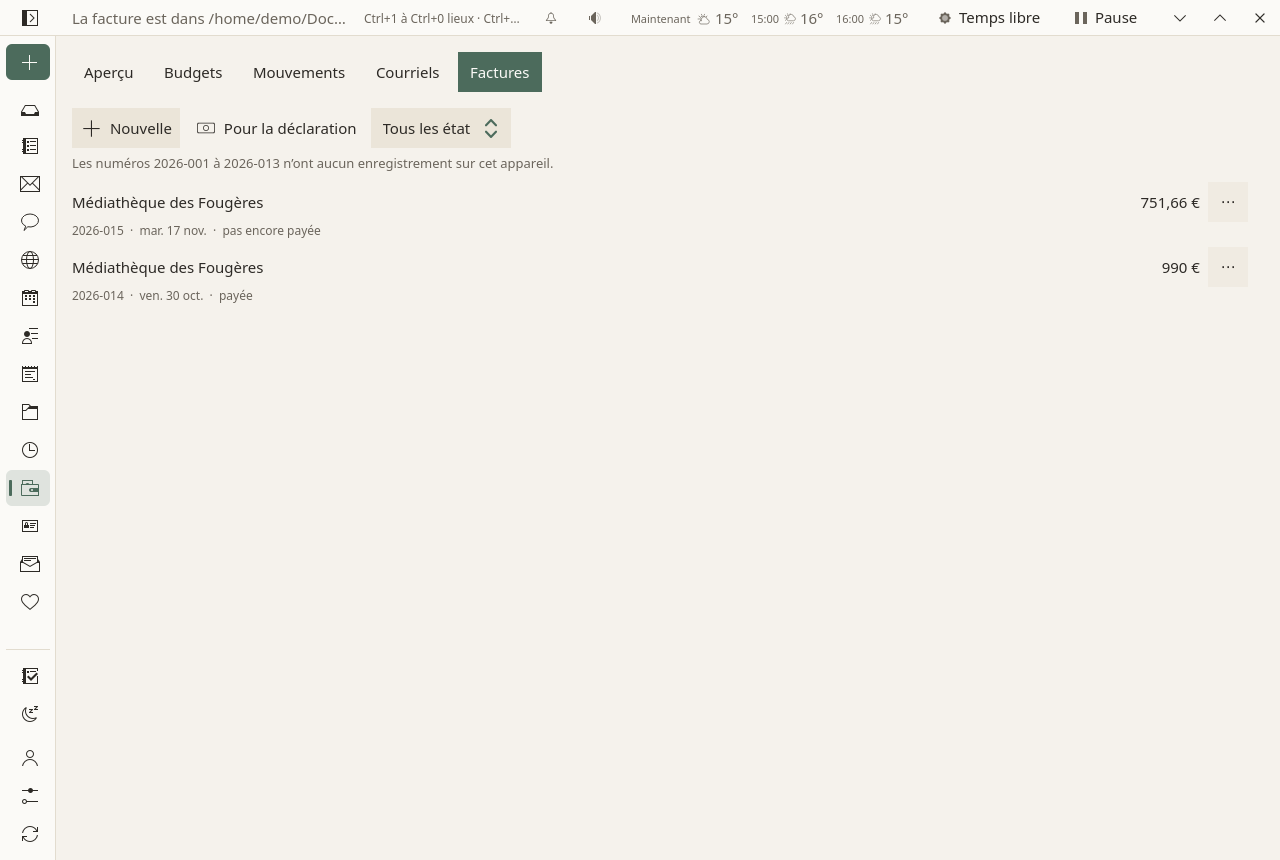 La facture est dans /home/demo/Doc... Ctrl+1 à Ctrl+0 lieux · Ctrl+... Maintenant 15° 15:00 16° 16:00 15° Temps libre Pause
Aperçu Budgets Mouvements Courriels Factures
Nouvelle Pour la déclaration Tous les état
Les numéros 2026-001 à 2026-013 n’ont aucun enregistrement sur cet appareil.
Médiathèque des Fougères 751,66 € ...
2026-015 · mar. 17 nov. · pas encore payée
Médiathèque des Fougères 990 € ...
2026-014 · ven. 30 oct. · payée